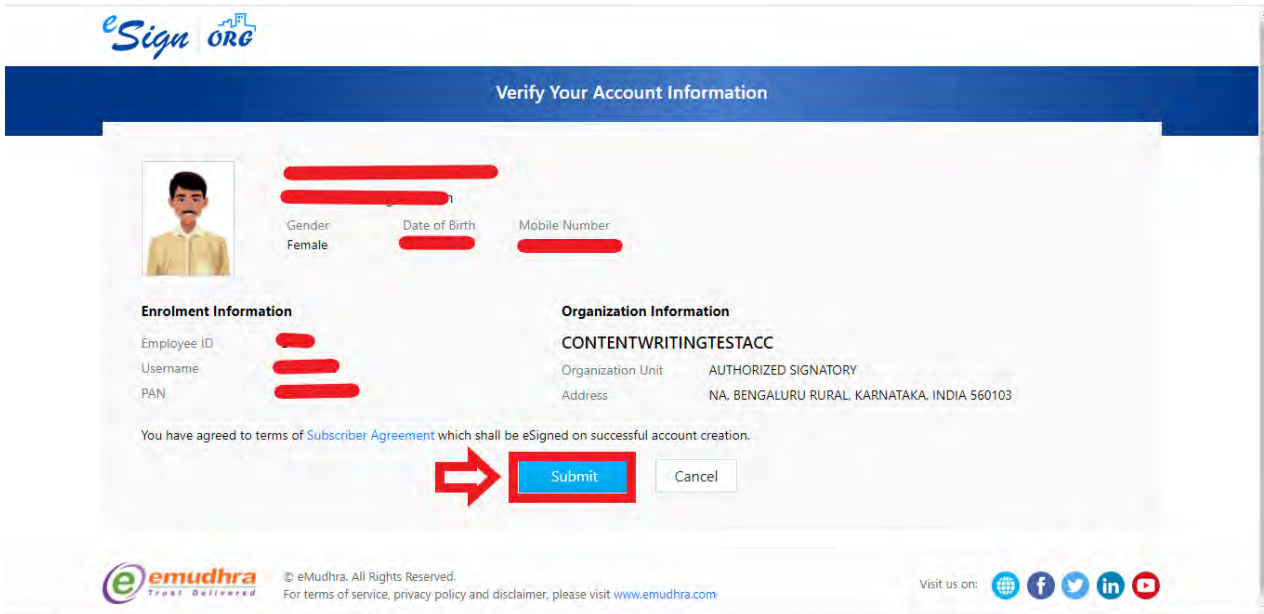 eSign ORG
Verify Your Account Information
Gender Date of Birth Mobile Number
Female
Enrolment Information
Employee ID
Username
PAN
Organization Information
CONTENTWRITINGTESTACC
Organization Unit AUTHORIZED SIGNATORY
Address NA, BENGALURU RURAL, KARNATAKA, INDIA 560103
You have agreed to terms of Subscriber Agreement which shall be eSigned on successful account creation.
Submit Cancel
emudhra
Trust Delivered
© eMudhra. All Rights Reserved.
For terms of service, privacy policy and disclaimer, please visit www.emudhra.com
Visit us on: